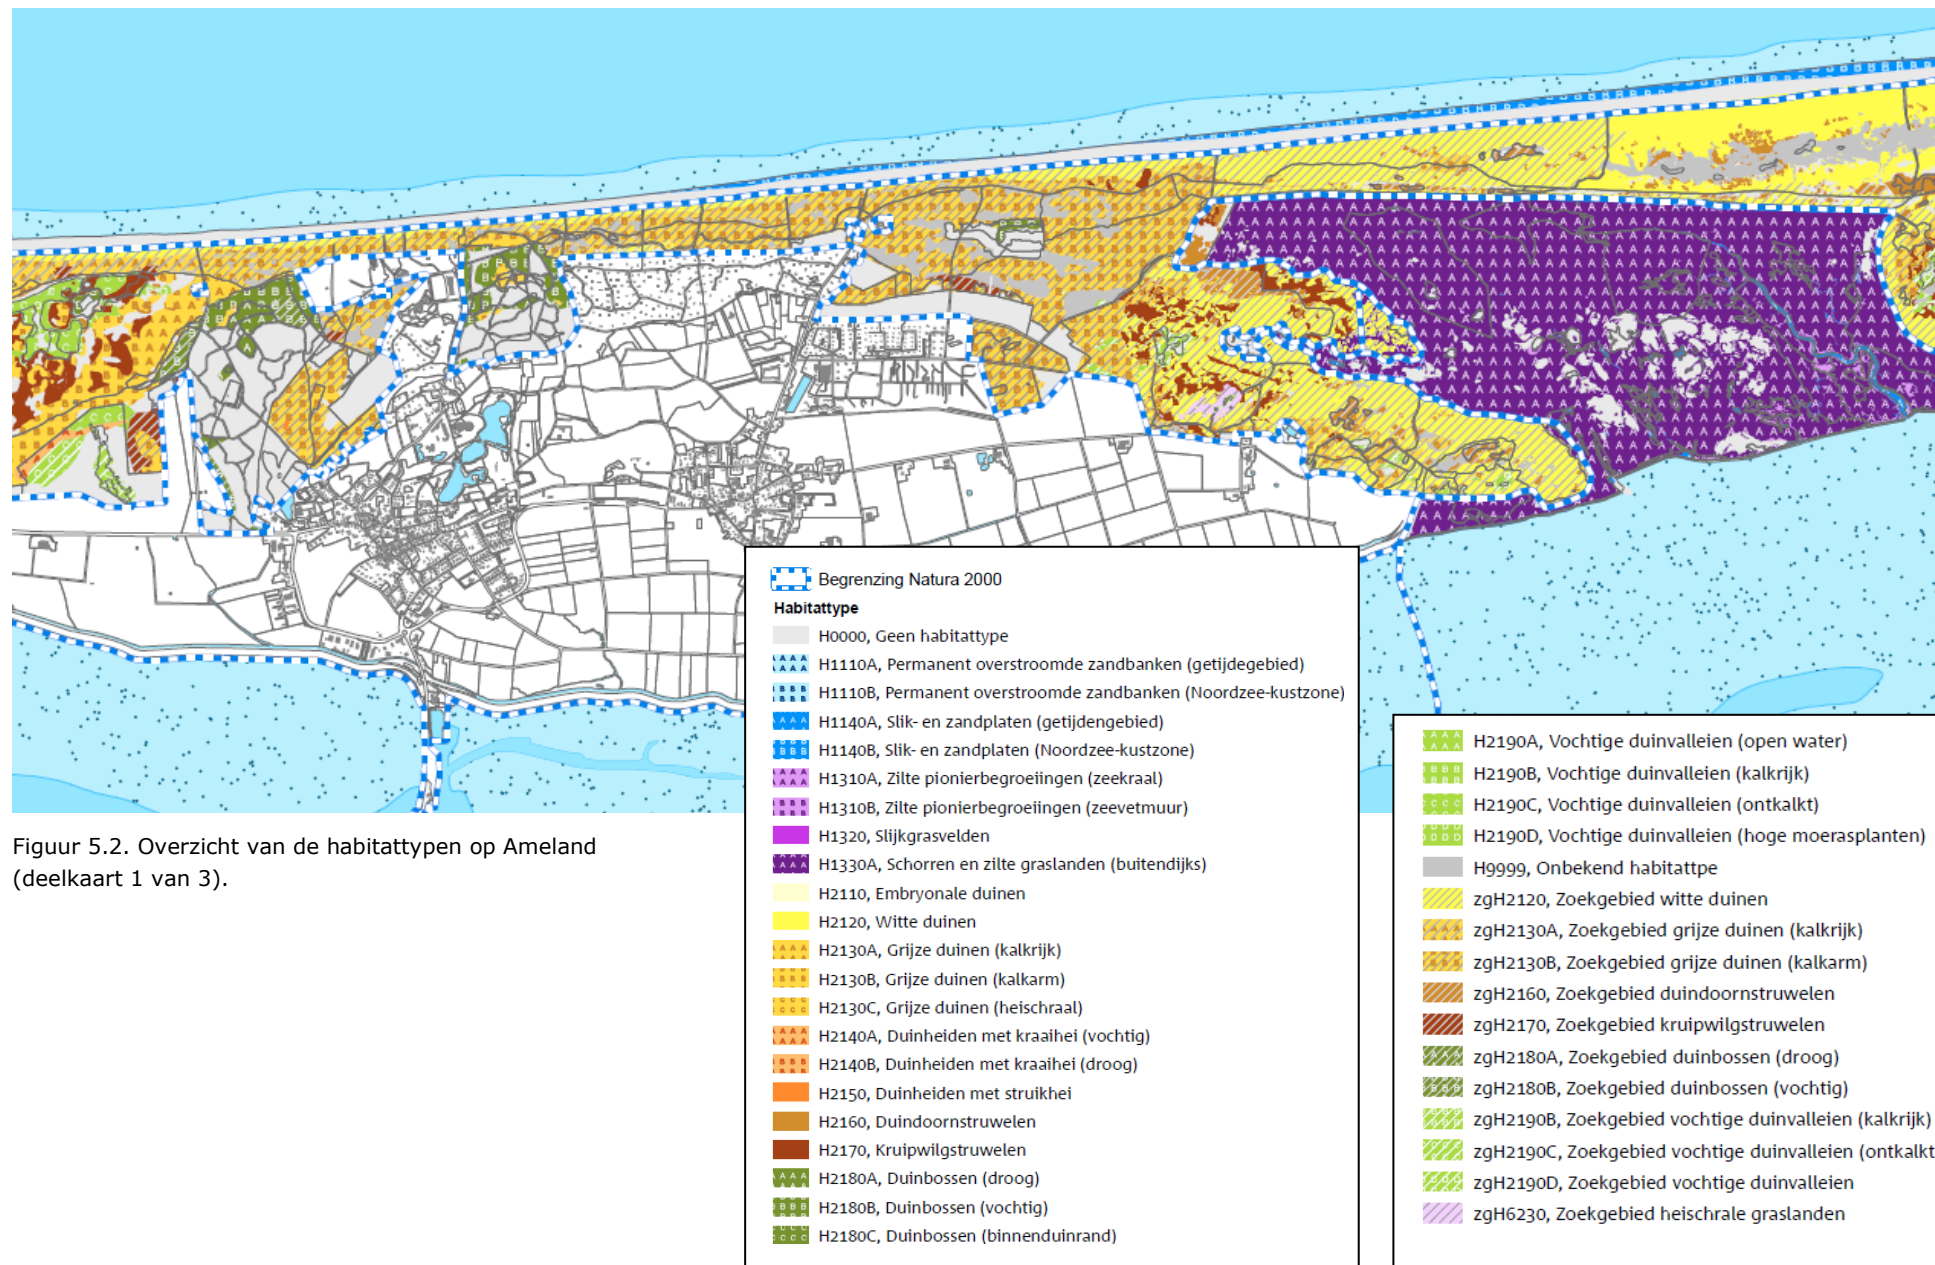 Begrenzing Natura 2000
Habitattype
H0000, Geen habitattype
H1110A, Permanent overstroomde zandbanken (getijdegebied)
H1110B, Permanent overstroomde zandbanken (Noordzee-kustzone)
H1140A, Slik- en zandplaten (getijdengebied)
H1140B, Slik- en zandplaten (Noordzee-kustzone)
H1310A, Zilte pionierbegroeiingen (zeekraal)
H1310B, Zilte pionierbegroeiingen (zeevetmuur)
H1320, Slijkgrasvelden
H1330A, Schorren en zilte graslanden (buitendijks)
H2110, Embryonale duinen
H2120, Witte duinen
H2130A, Grijze duinen (kalkrijk)
H2130B, Grijze duinen (kalkarm)
H2130C, Grijze duinen (heischraal)
H2140A, Duinheiden met kraaihei (vochtig)
H2140B, Duinheiden met kraaihei (droog)
H2150, Duinheiden met struikhei
H2160, Duindoornstruwelen
H2170, Kruipwilgstruwelen
H2180A, Duinbossen (droog)
H2180B, Duinbossen (vochtig)
H2180C, Duinbossen (binnenduinrand)
H2190A, Vochtige duinvalleien (open water)
H2190B, Vochtige duinvalleien (kalkrijk)
H2190C, Vochtige duinvalleien (ontkalkt)
H2190D, Vochtige duinvalleien (hoge moerasplanten)
H9999, Onbekend habitattpe
zgH2120, Zoekgebied witte duinen
zgH2130A, Zoekgebied grijze duinen (kalkrijk)
zgH2130B, Zoekgebied grijze duinen (kalkarm)
zgH2160, Zoekgebied duindoornstruwelen
zgH2170, Zoekgebied kruipwilgstruwelen
zgH2180A, Zoekgebied duinbossen (droog)
zgH2180B, Zoekgebied duinbossen (vochtig)
zgH2190B, Zoekgebied vochtige duinvalleien (kalkrijk)
zgH2190C, Zoekgebied vochtige duinvalleien (ontkalkt
zgH2190D, Zoekgebied vochtige duinvalleien
zgH6230, Zoekgebied heischrale graslanden
Figuur 5.2. Overzicht van de habitattypen op Ameland
(deelkaart 1 van 3).